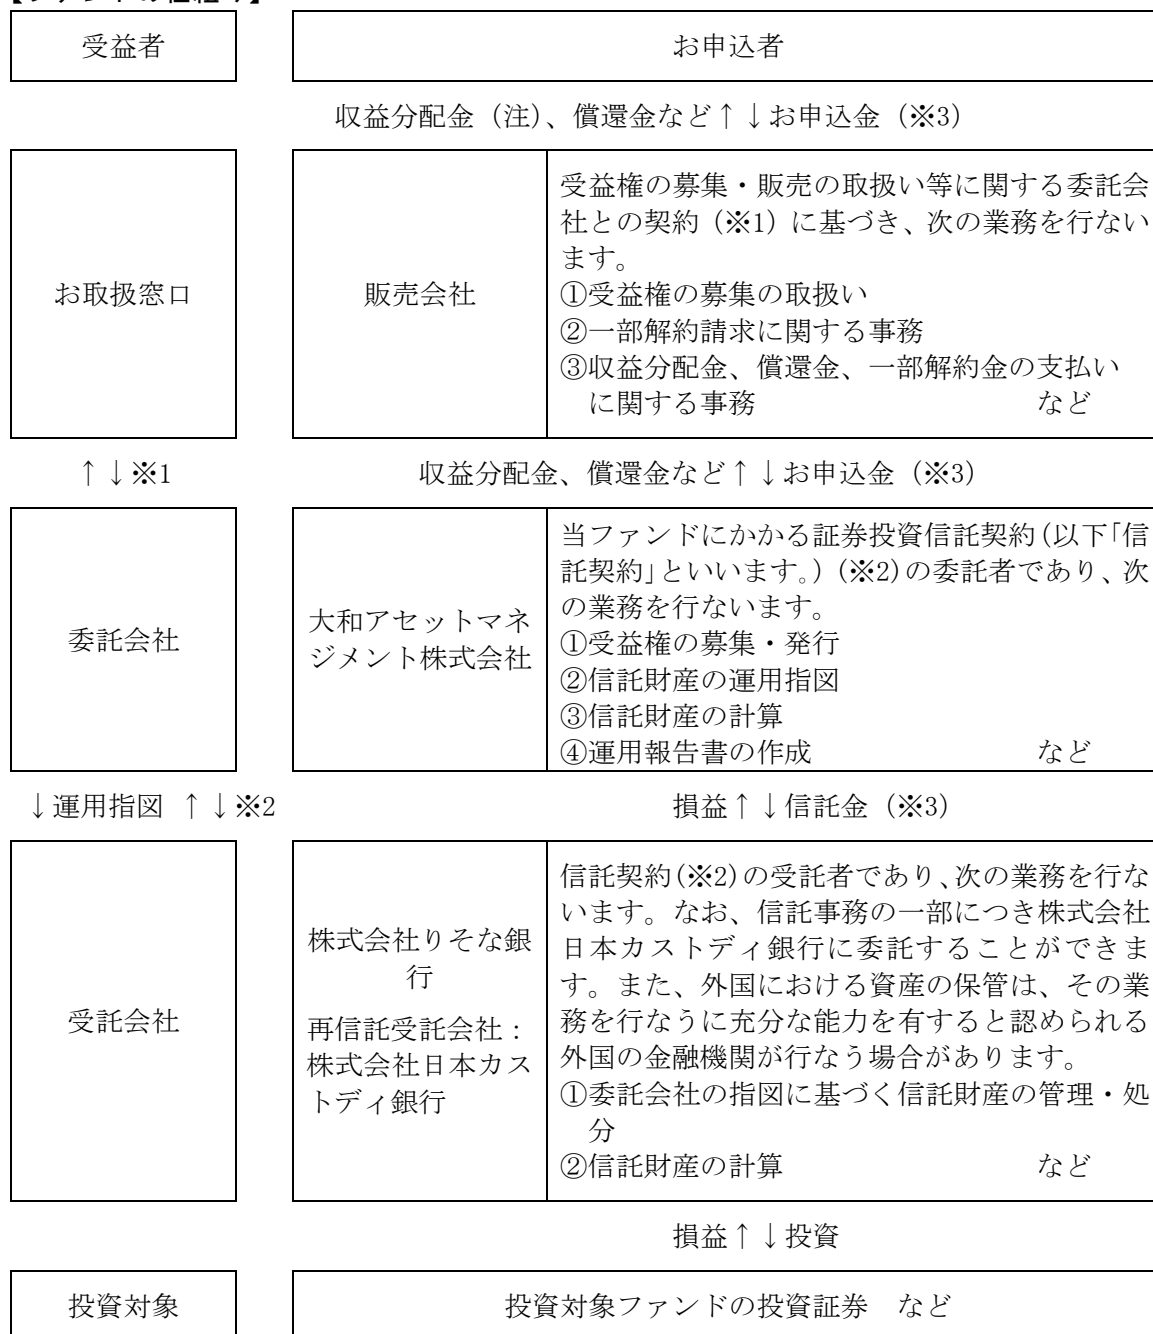 受益者
お申込者
収益分配金（注）、償還金など↑↓お申込金（※3）
お取扱窓口
販売会社
受益権の募集・販売の取扱い等に関する委託会
社との契約（※1）に基づき、次の業務を行ない
ます。
①受益権の募集の取扱い
②一部解約請求に関する事務
③収益分配金、償還金、一部解約金の支払い
に関する事務 など
↑↓※1
収益分配金、償還金など↑↓お申込金（※3）
委託会社
大和アセットマネ
ジメント株式会社
当ファンドにかかる証券投資信託契約(以下「信
託契約」といいます。）(※2)の委託者であり、次
の業務を行ないます。
①受益権の募集・発行
②信託財産の運用指図
③信託財産の計算
④運用報告書の作成 など
↓運用指図 ↑↓※2
損益↑↓信託金（※3）
受託会社
株式会社りそな銀
行
再信託受託会社：
株式会社日本カス
トディ銀行
信託契約(※2)の受託者であり、次の業務を行な
います。なお、信託事務の一部につき株式会社
日本カストディ銀行に委託することができま
す。また、外国における資産の保管は、その業
務を行なうに充分な能力を有すると認められる
外国の金融機関が行なう場合があります。
①委託会社の指図に基づく信託財産の管理・処
分
②信託財産の計算 など
損益↑↓投資
投資対象
投資対象ファンドの投資証券 など